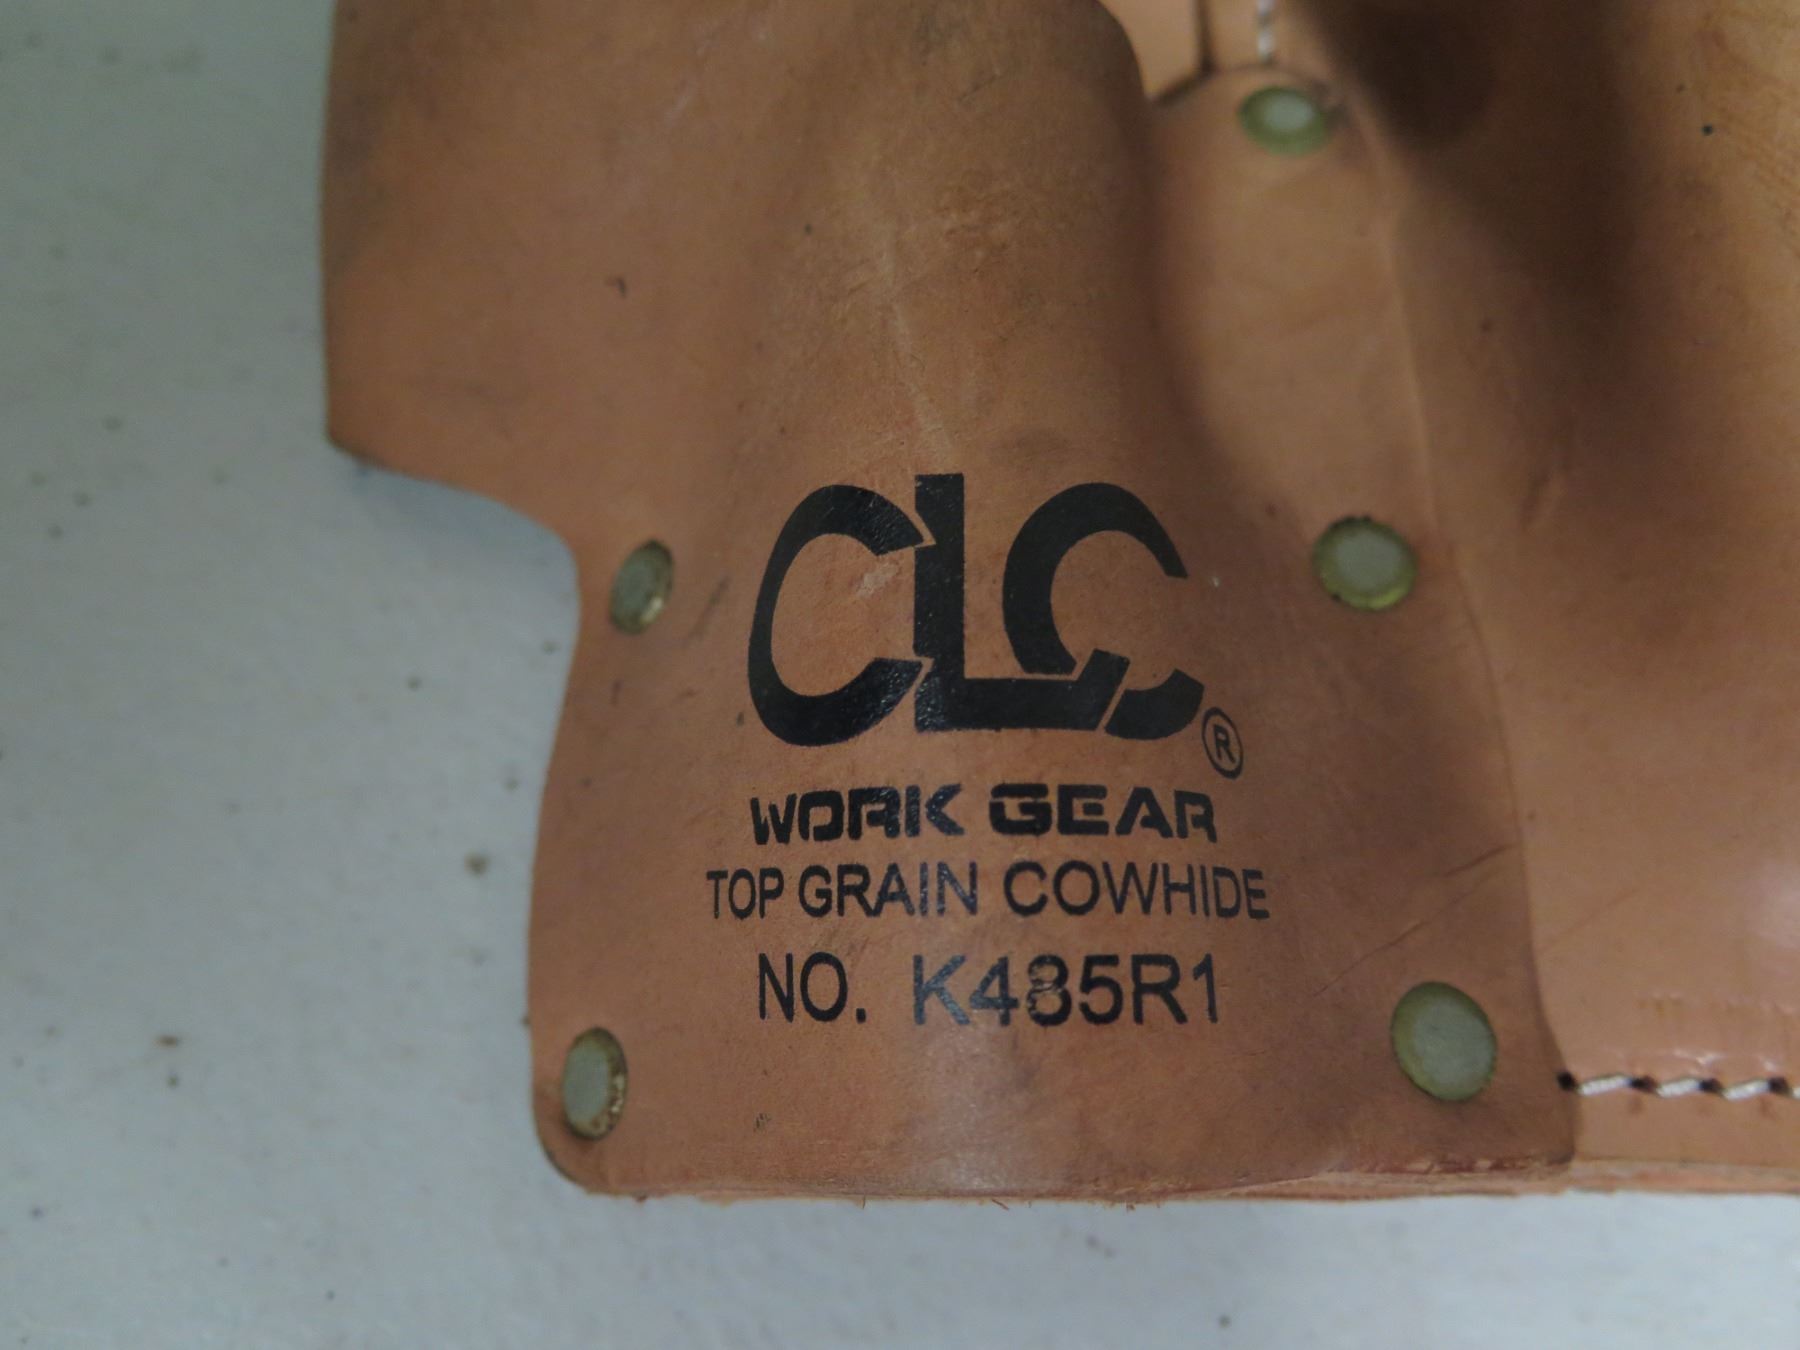 CLC®
WORK GEAR
TOP GRAIN COWHIDE
NO. K485R1